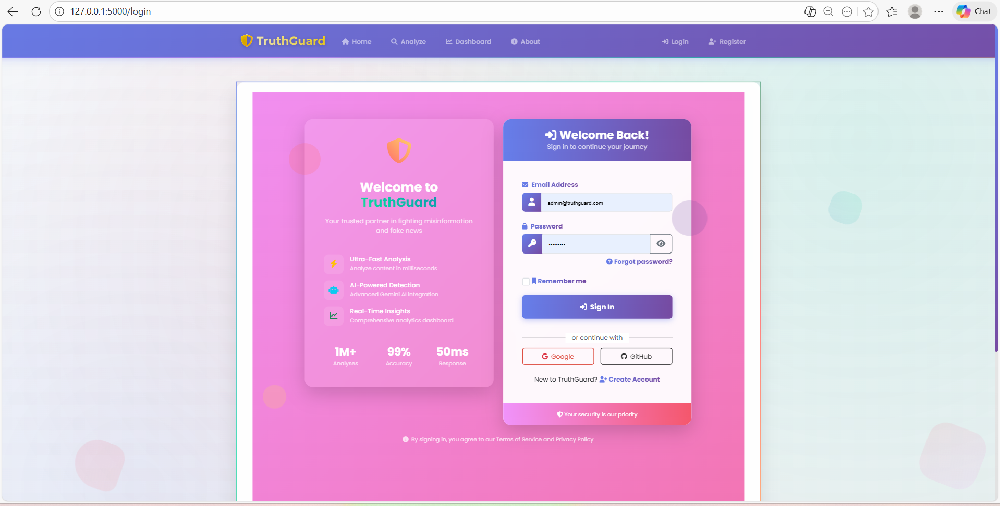 127.0.0.1:5000/login
Chat
TruthGuard
Home
Analyze
Dashboard
About
Login
Register
Welcome to
TruthGuard
Your trusted partner in fighting misinformation
and fake news
Ultra-Fast Analysis
Analyze content in milliseconds
AI-Powered Detection
Advanced Gemini AI integration
Real-Time Insights
Comprehensive analytics dashboard
1M+ 99% 50ms
Analyses Accuracy Response
Welcome Back!
Sign in to continue your journey
Email Address
admin@truthguard.com
Password
•••••••••
Forgot password?
Remember me
Sign In
or continue with
Google
GitHub
New to TruthGuard? Create Account
Your security is our priority
By signing in, you agree to our Terms of Service and Privacy Policy